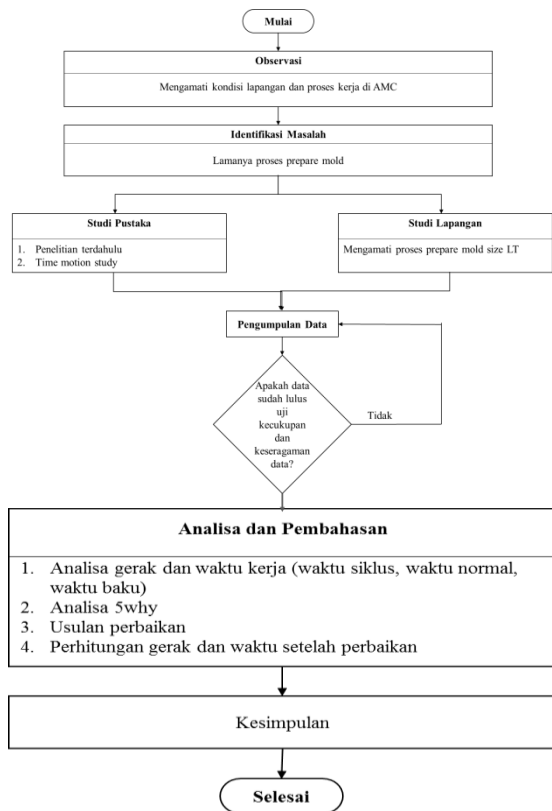 Mulai
Observasi
Mengamati kondisi lapangan dan proses kerja di AMC
Identifikasi Masalah
Lamanya proses prepare mold
Studi Pustaka
1. Penelitian terdahulu
2. Time motion study
Studi Lapangan
Mengamati proses prepare mold size LT
Pengumpulan Data
Apakah data
sudah lulus
uji
kecukupan
dan
keseragaman
data?
Tidak
Analisa dan Pembahasan
1. Analisa gerak dan waktu kerja (waktu siklus, waktu normal,
waktu baku)
2. Analisa 5why
3. Usulan perbaikan
4. Perhitungan gerak dan waktu setelah perbaikan
Kesimpulan
Selesai